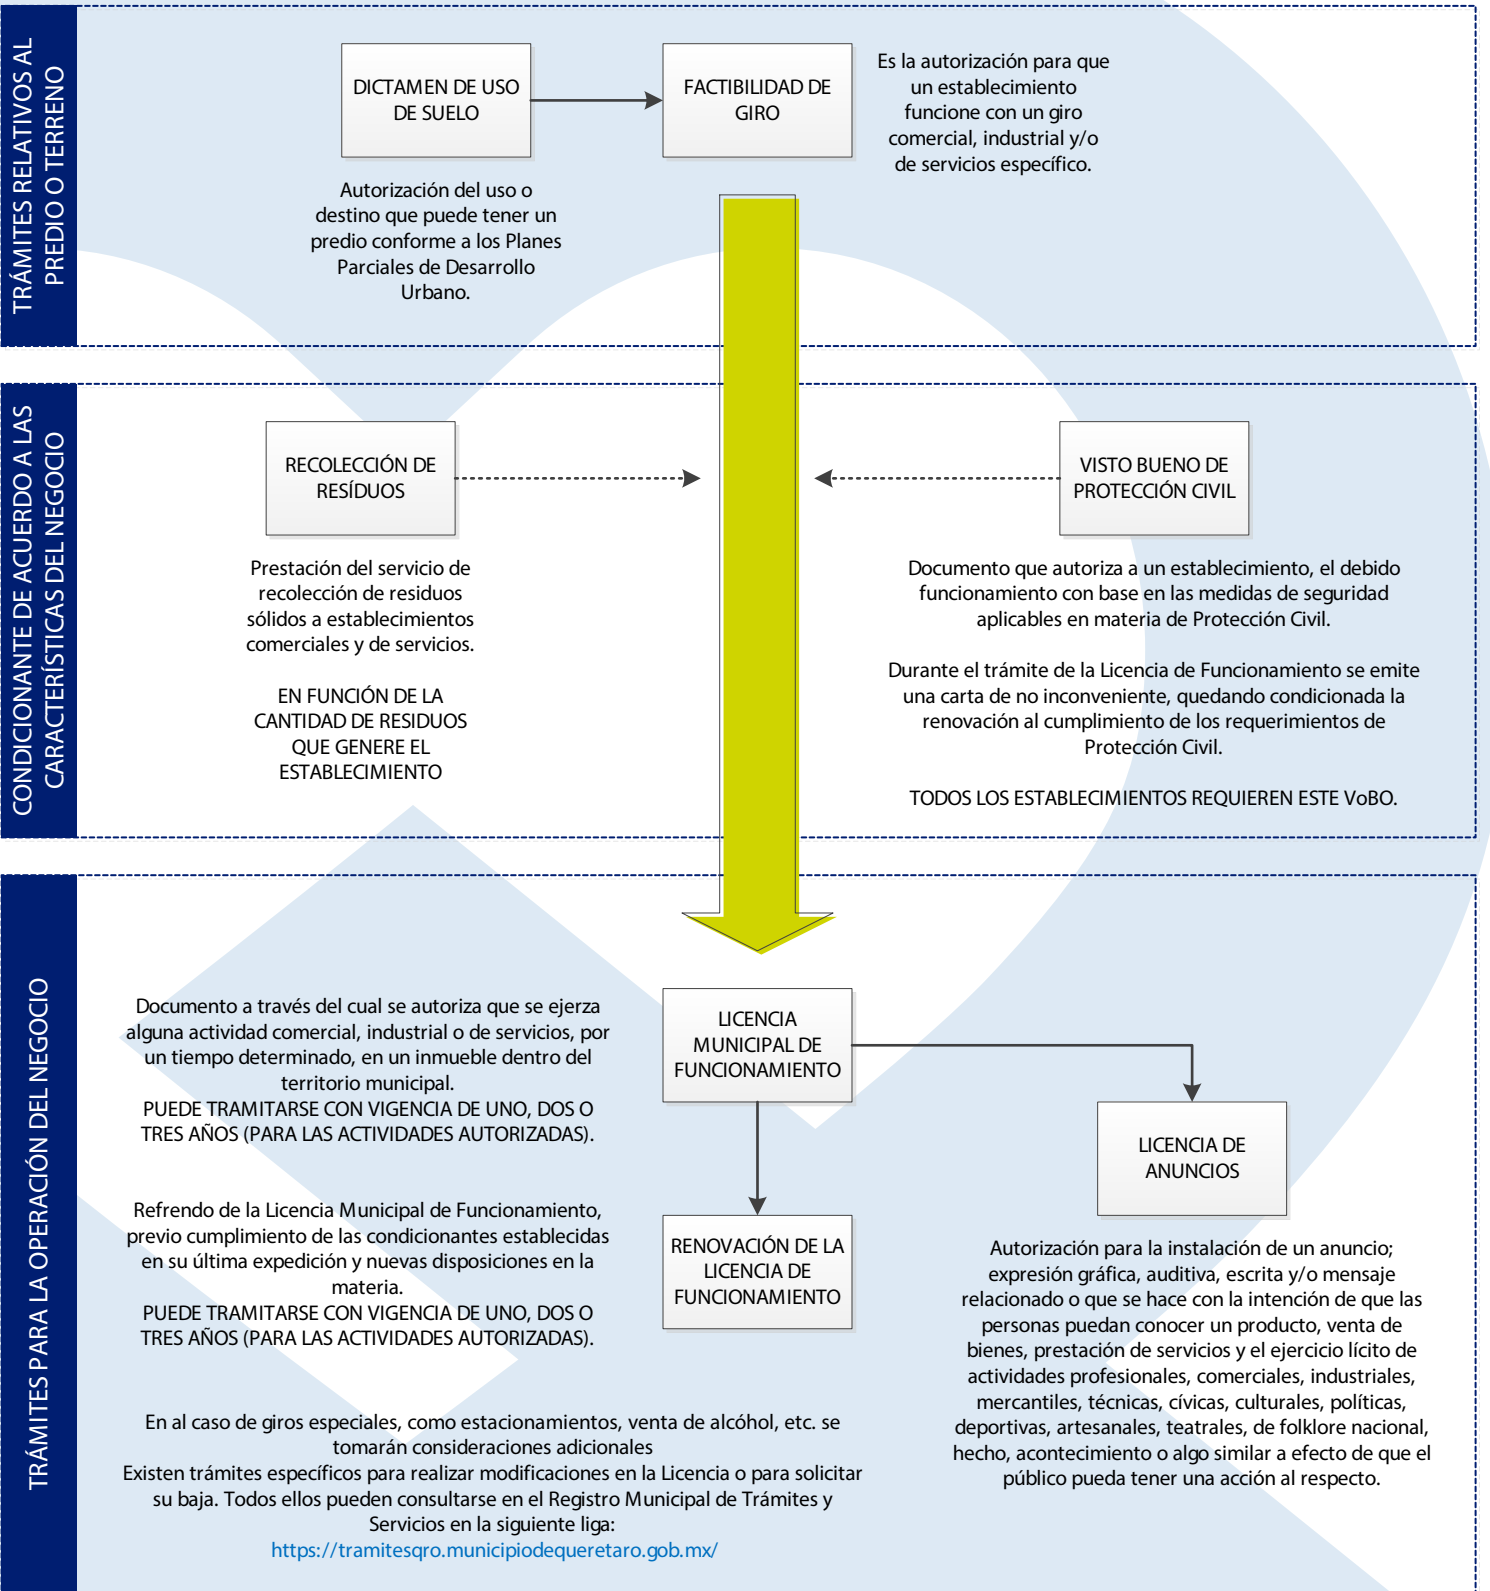 TRÁMITES RELATIVOS AL
PREDIO O TERRENO
DICTAMEN DE USO
DE SUELO
FACTIBILIDAD DE
GIRO
Es la autorización para que
un establecimiento
funcione con un giro
comercial, industrial y/o
de servicios específico.
Autorización del uso o
destino que puede tener un
predio conforme a los Planes
Parciales de Desarrollo
Urbano.
CONDICIONANTE DE ACUERDO A LAS
CARACTERÍSTICAS DEL NEGOCIO
RECOLECCIÓN DE
RESÍDUOS
VISTO BUENO DE
PROTECCIÓN CIVIL
Prestación del servicio de
recolección de residuos
sólidos a establecimientos
comerciales y de servicios.
EN FUNCIÓN DE LA
CANTIDAD DE RESIDUOS
QUE GENERE EL
ESTABLECIMIENTO
Documento que autoriza a un establecimiento, el debido
funcionamiento con base en las medidas de seguridad
aplicables en materia de Protección Civil.
Durante el trámite de la Licencia de Funcionamiento se emite
una carta de no inconveniente, quedando condicionada la
renovación al cumplimiento de los requerimientos de
Protección Civil.
TODOS LOS ESTABLECIMIENTOS REQUIEREN ESTE VoBO.
TRÁMITES PARA LA OPERACIÓN DEL NEGOCIO
Documento a través del cual se autoriza que se ejerza
alguna actividad comercial, industrial o de servicios, por
un tiempo determinado, en un inmueble dentro del
territorio municipal.
PUEDE TRAMITARSE CON VIGENCIA DE UNO, DOS O
TRES AÑOS (PARA LAS ACTIVIDADES AUTORIZADAS).
LICENCIA
MUNICIPAL DE
FUNCIONAMIENTO
LICENCIA DE
ANUNCIOS
Refrendo de la Licencia Municipal de Funcionamiento,
previo cumplimiento de las condicionantes establecidas
en su última expedición y nuevas disposiciones en la
materia.
PUEDE TRAMITARSE CON VIGENCIA DE UNO, DOS O
TRES AÑOS (PARA LAS ACTIVIDADES AUTORIZADAS).
RENOVACIÓN DE LA
LICENCIA DE
FUNCIONAMIENTO
Autorización para la instalación de un anuncio;
expresión gráfica, auditiva, escrita y/o mensaje
relacionado o que se hace con la intención de que las
personas puedan conocer un producto, venta de
bienes, prestación de servicios y el ejercicio lícito de
actividades profesionales, comerciales, industriales,
mercantiles, técnicas, cívicas, culturales, políticas,
deportivas, artesanales, teatrales, de folklore nacional,
hecho, acontecimiento o algo similar a efecto de que el
público pueda tener una acción al respecto.
En al caso de giros especiales, como estacionamientos, venta de alcóhol, etc. se
tomarán consideraciones adicionales
Existen trámites específicos para realizar modificaciones en la Licencia o para solicitar
su baja. Todos ellos pueden consultarse en el Registro Municipal de Trámites y
Servicios en la siguiente liga:
https://tramitesqro.municipiodequeretaro.gob.mx/